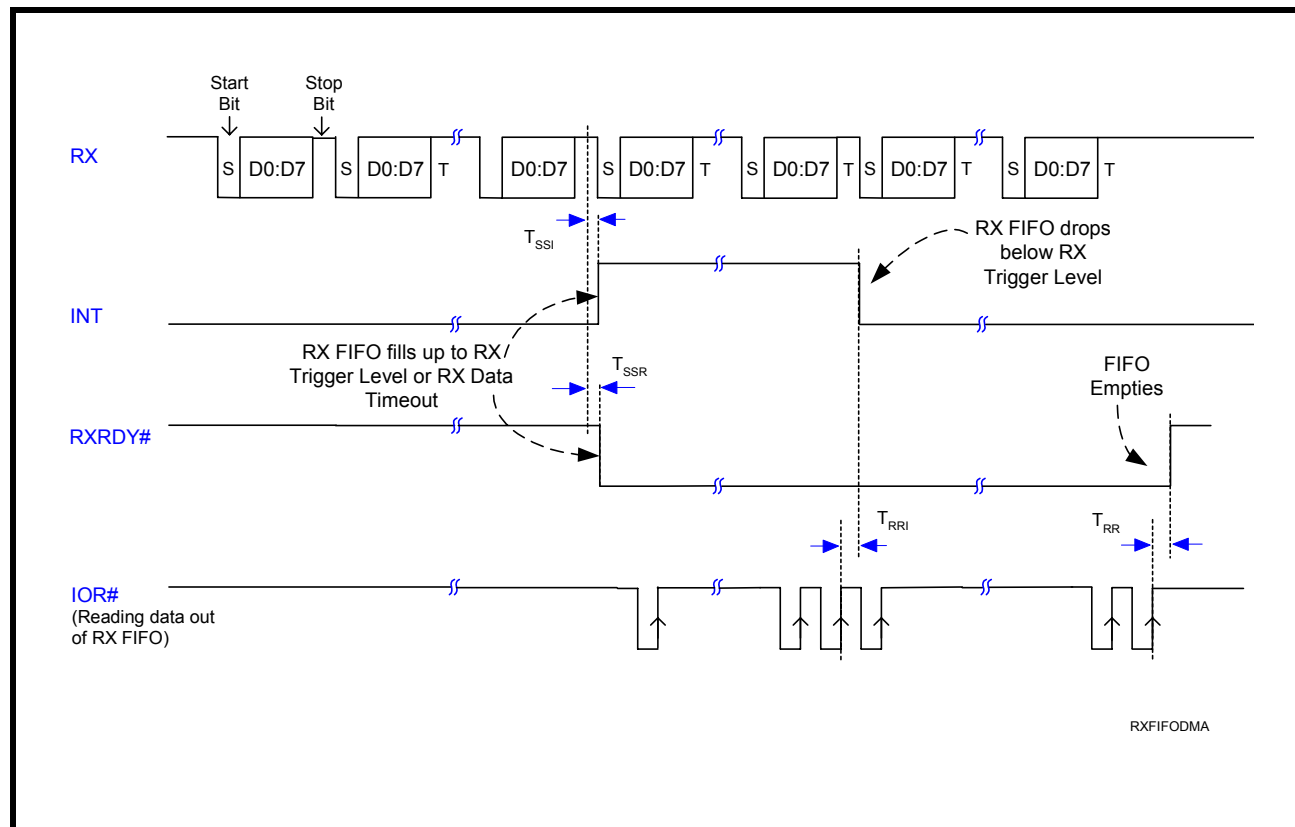 Start
Bit
Stop
Bit
RX
S D0:D7 S D0:D7 T D0:D7 S D0:D7 T S D0:D7 T S D0:D7 T S D0:D7 T
TSSI
RX FIFO drops
below RX
Trigger Level
INT
RX FIFO fills up to RX
Trigger Level or RX Data
Timeout
TSSR
FIFO
Empties
RXRDY#
TRRI
TRR
IOR#
(Reading data out
of RX FIFO)
RXFIFODMA